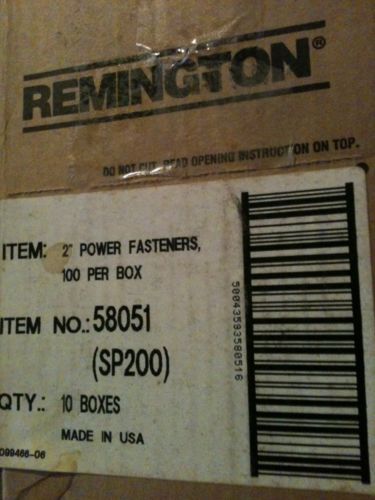 REMINGTON®
DO NOT CUT. READ OPENING INSTRUCTION ON TOP.
ITEM: 2" POWER FASTENERS,
100 PER BOX
ITEM NO.: 58051
(SP200)
QTY.: 10 BOXES
MADE IN USA
099466-06
50043593580516